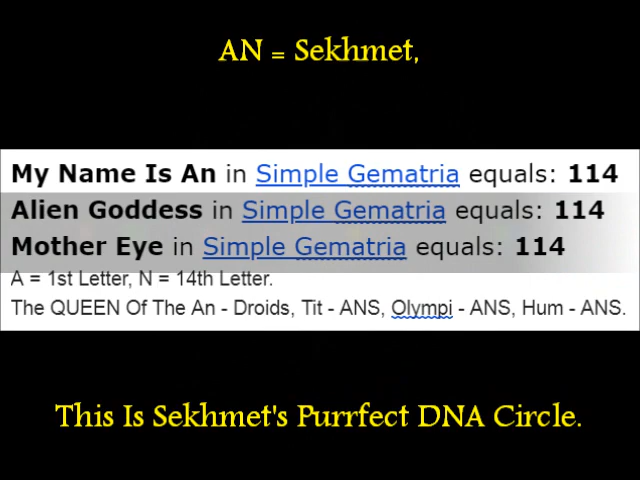 AN = Sekhmet,
My Name Is An in Simple Gematria equals: 114
Alien Goddess in Simple Gematria equals: 114
Mother Eye in Simple Gematria equals: 114
A = 1st Letter, N = 14th Letter.
The QUEEN Of The An - Droids, Tit - ANS, Olympi - ANS, Hum - ANS.
This Is Sekhmet's Purrfect DNA Circle.